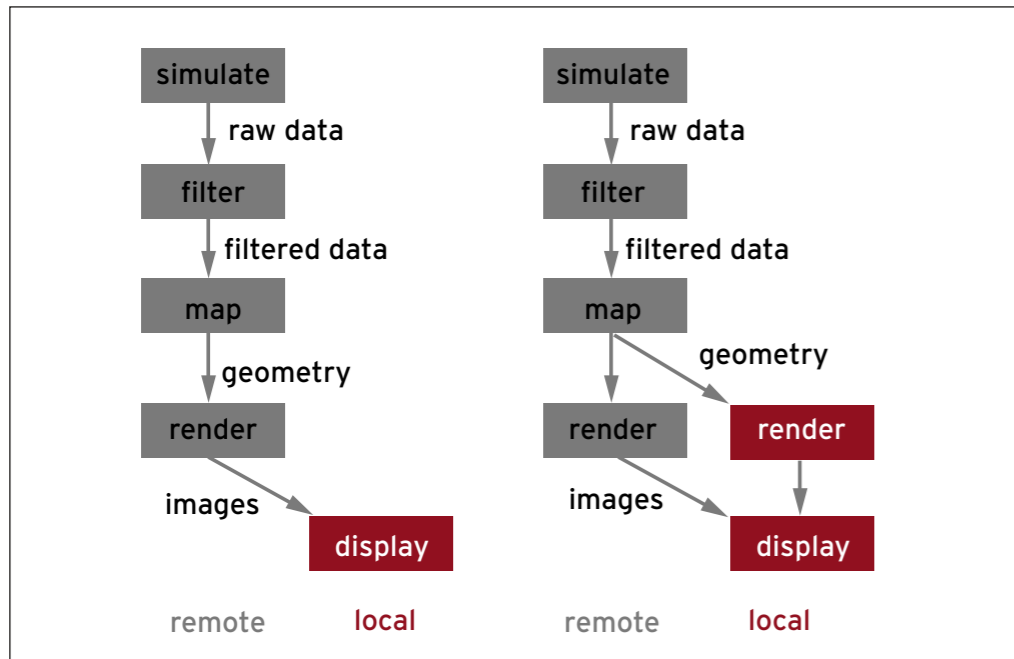 simulate
raw data
filter
filtered data
map
geometry
render
images
display
remote
local
simulate
raw data
filter
filtered data
map
geometry
render
render
images
display
remote
local